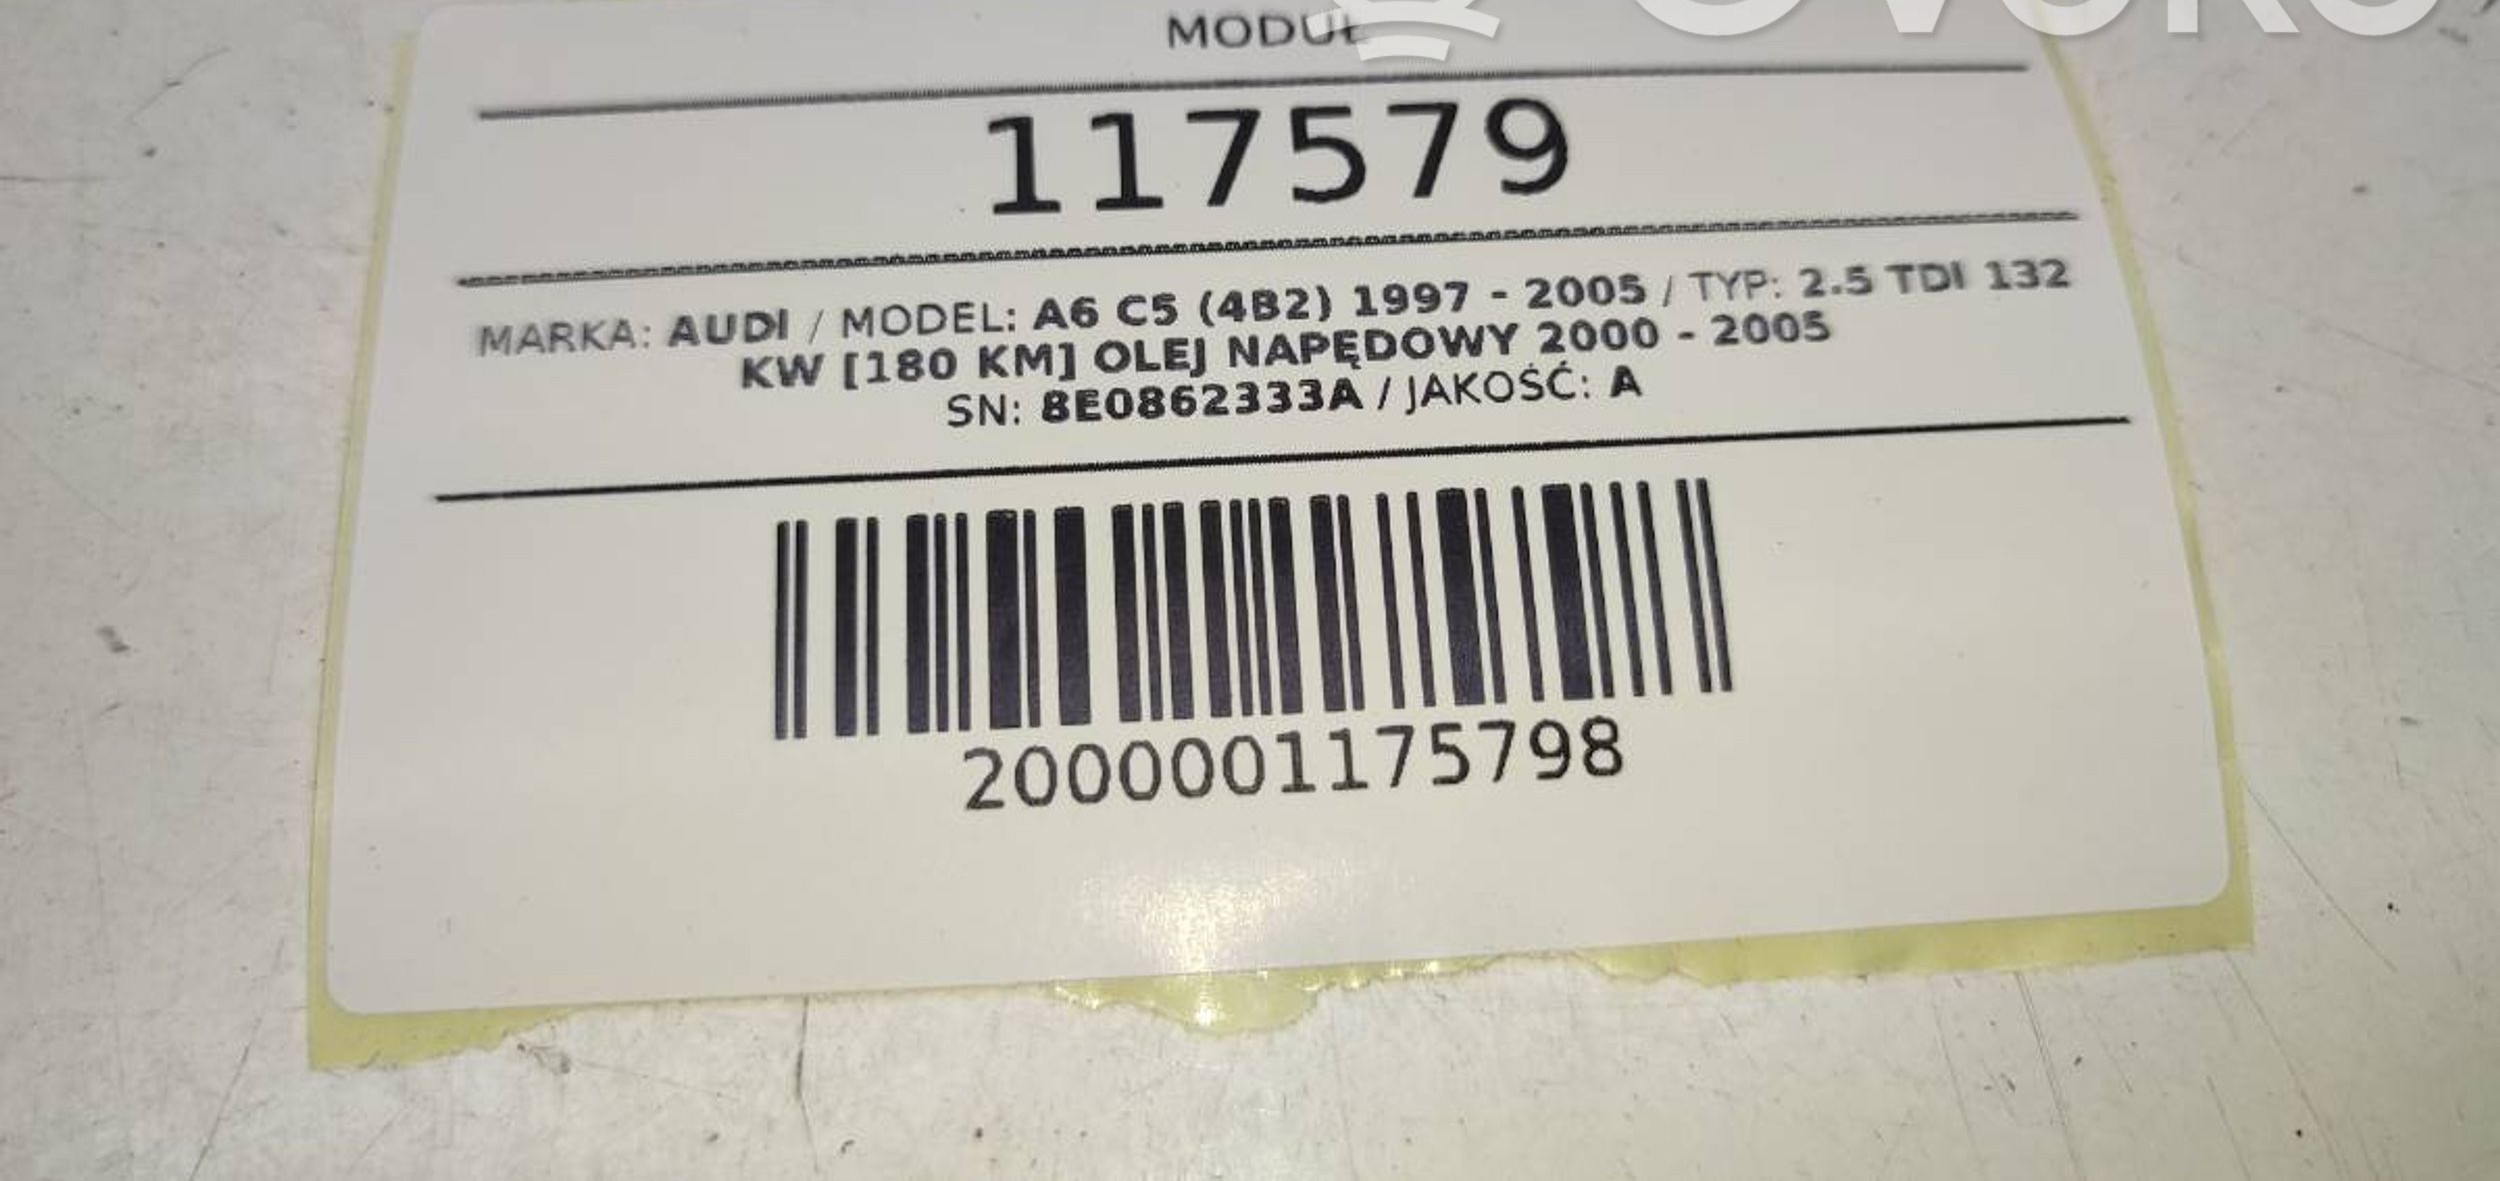 MODUŁ
117579
MARKA: AUDI / MODEL: A6 C5 (4B2) 1997 - 2005 / TYP: 2.5 TDI 132
KW [180 KM] OLEJ NAPĘDOWY 2000 - 2005
SN: 8E0862333A / JAKOŚĆ: A
2000001175798